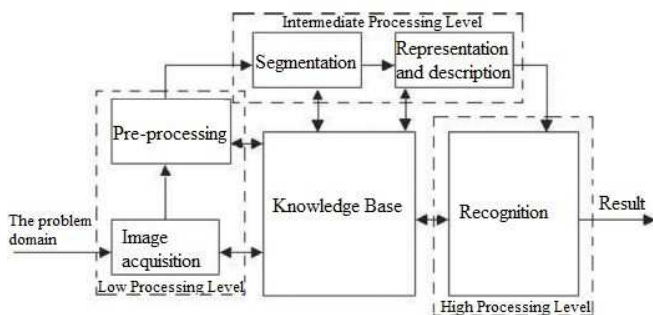 Intermediate Processing Level
Segmentation
Representation
and description
Pre-processing
Knowledge Base
Recognition
Result
The problem
domain
Image
acquisition
Low Processing Level
High Processing Level